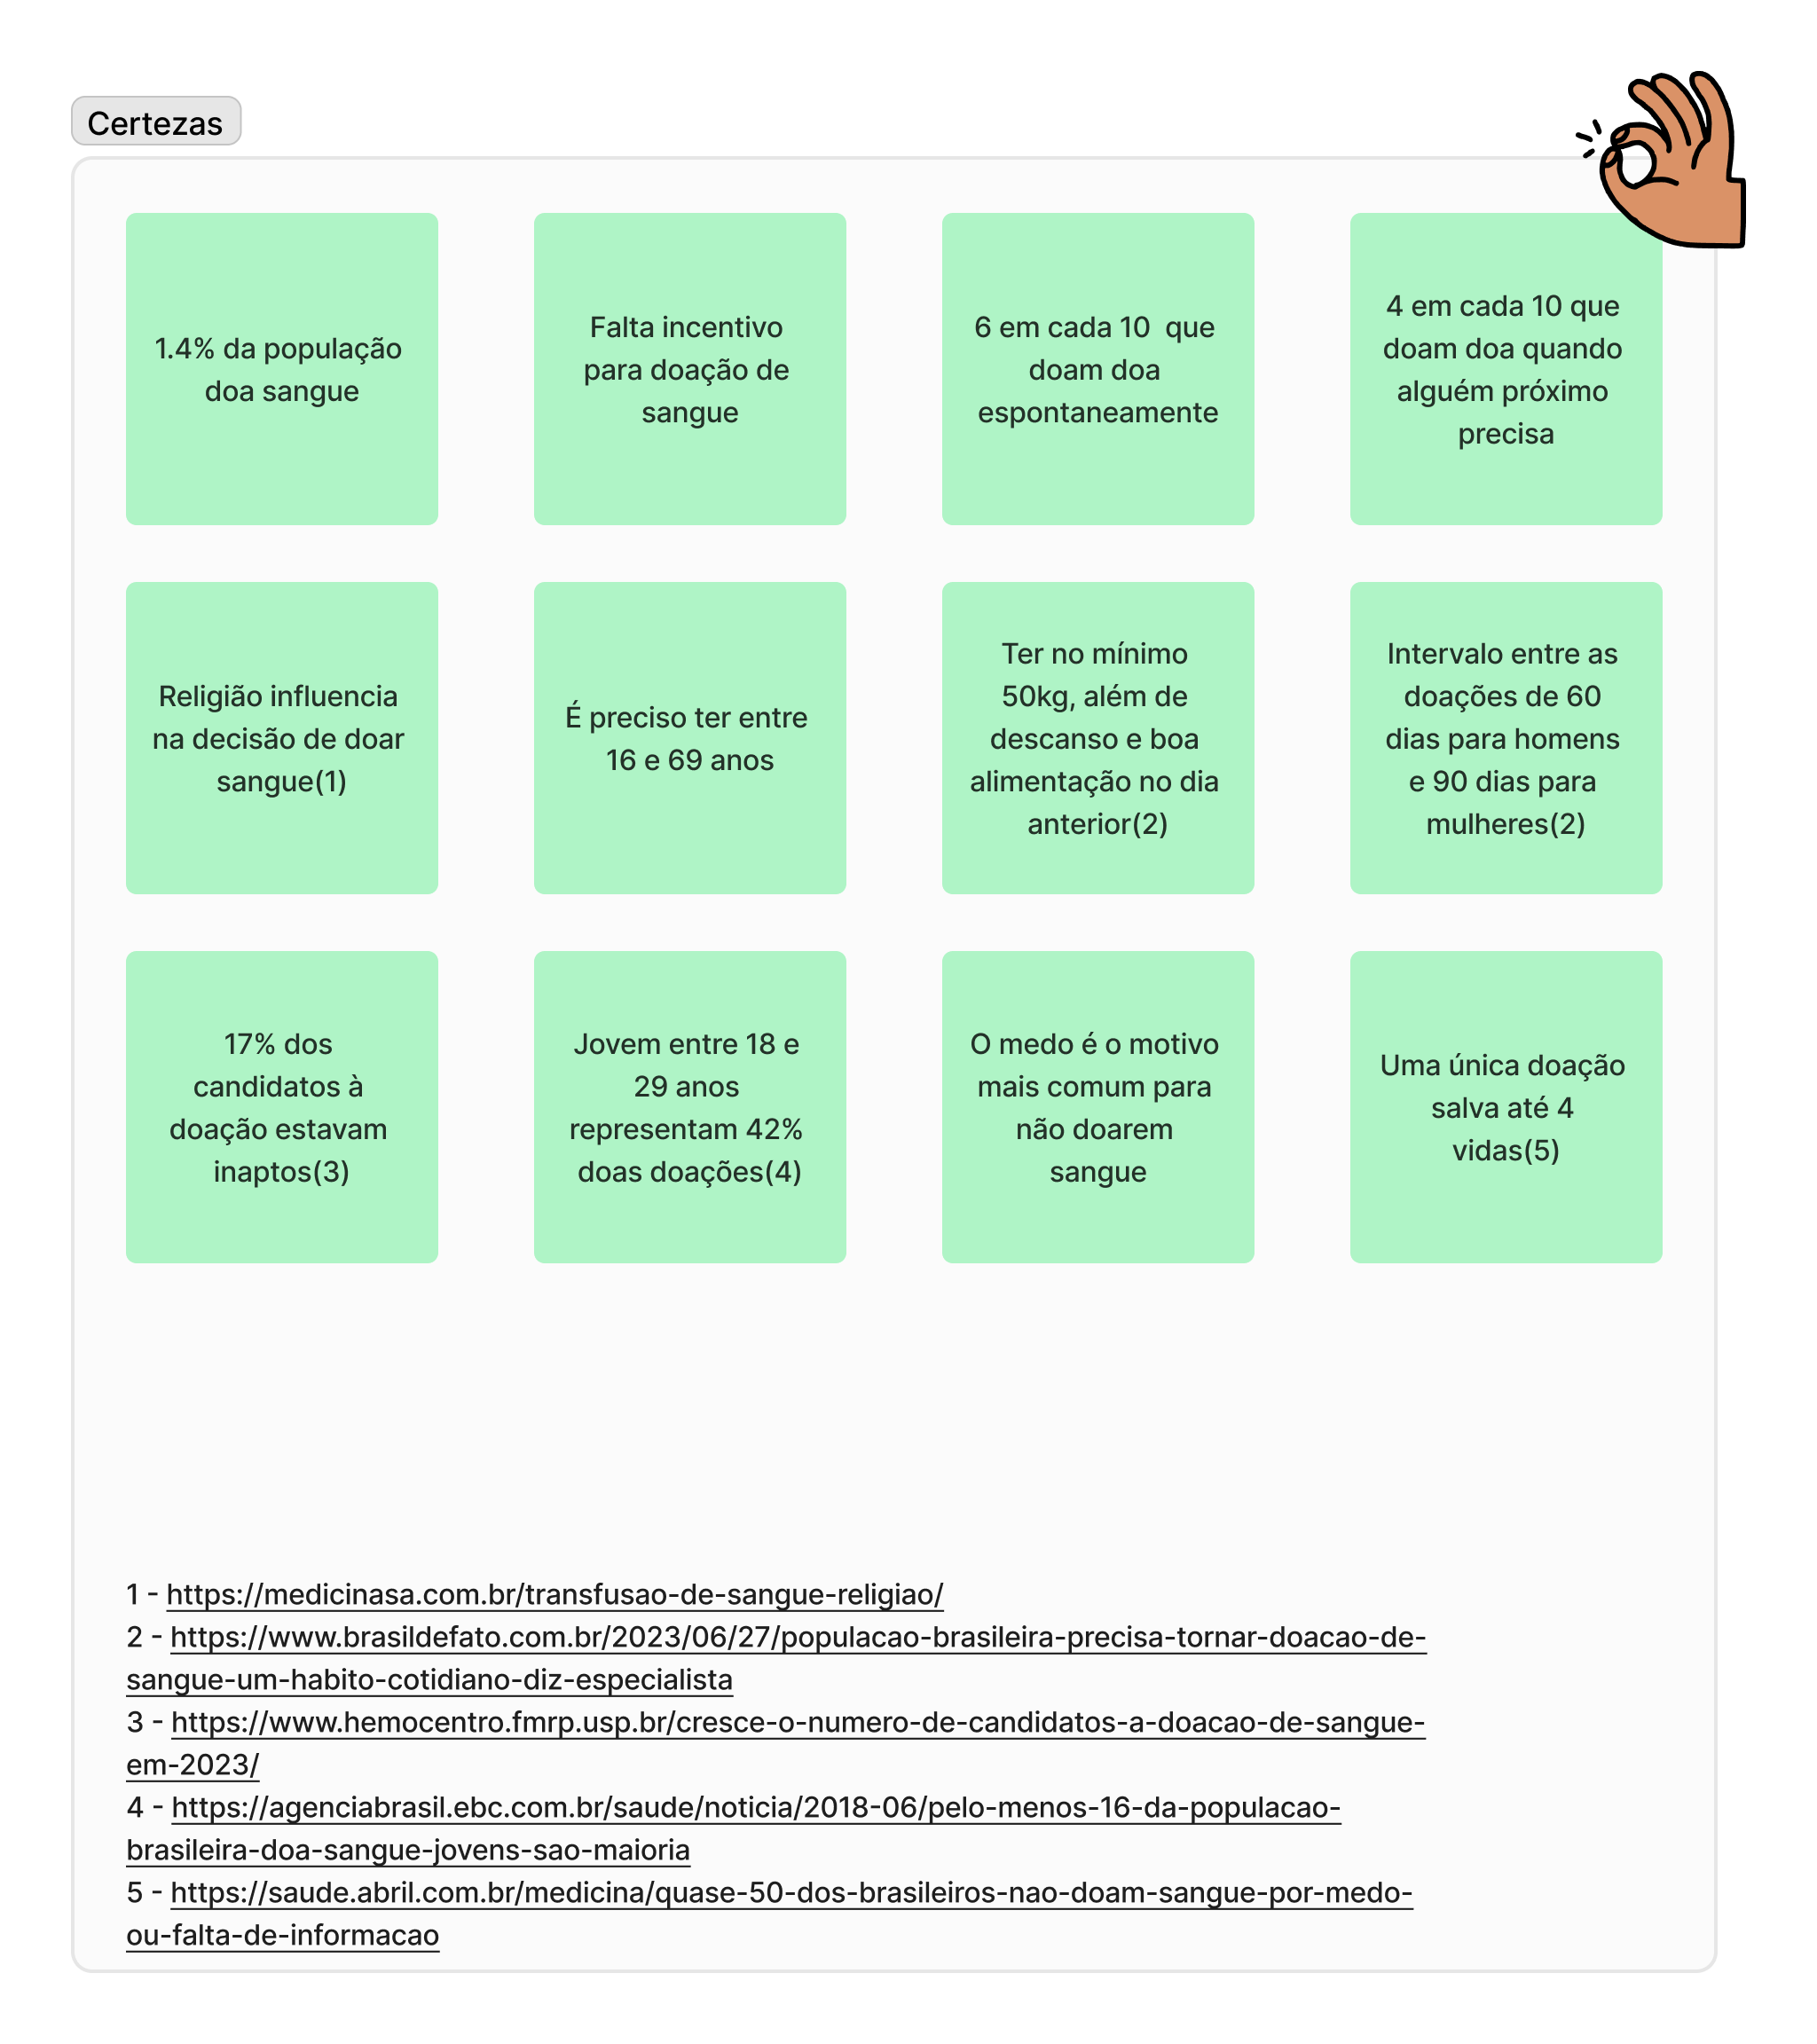 Certezas
1.4% da população
doa sangue
Falta incentivo
para doação de
sangue
6 em cada 10  que
doam doa
espontaneamente
4 em cada 10 que
doam doa quando
alguém próximo
precisa
Religião influencia
na decisão de doar
sangue(1)
É preciso ter entre
16 e 69 anos
Ter no mínimo
50kg, além de
descanso e boa
alimentação no dia
anterior(2)
Intervalo entre as
doações de 60
dias para homens
e 90 dias para
mulheres(2)
17% dos
candidatos à
doação estavam
inaptos(3)
Jovem entre 18 e
29 anos
representam 42%
doas doações(4)
O medo é o motivo
mais comum para
não doarem
sangue
Uma única doação
salva até 4
vidas(5)
1 - https://medicinasa.com.br/transfusao-de-sangue-religiao/
2 - https://www.brasildefato.com.br/2023/06/27/populacao-brasileira-precisa-tornar-doacao-de-
sangue-um-habito-cotidiano-diz-especialista
3 - https://www.hemocentro.fmrp.usp.br/cresce-o-numero-de-candidatos-a-doacao-de-sangue-
em-2023/
4 - https://agenciabrasil.ebc.com.br/saude/noticia/2018-06/pelo-menos-16-da-populacao-
brasileira-doa-sangue-jovens-sao-maioria
5 - https://saude.abril.com.br/medicina/quase-50-dos-brasileiros-nao-doam-sangue-por-medo-
ou-falta-de-informacao